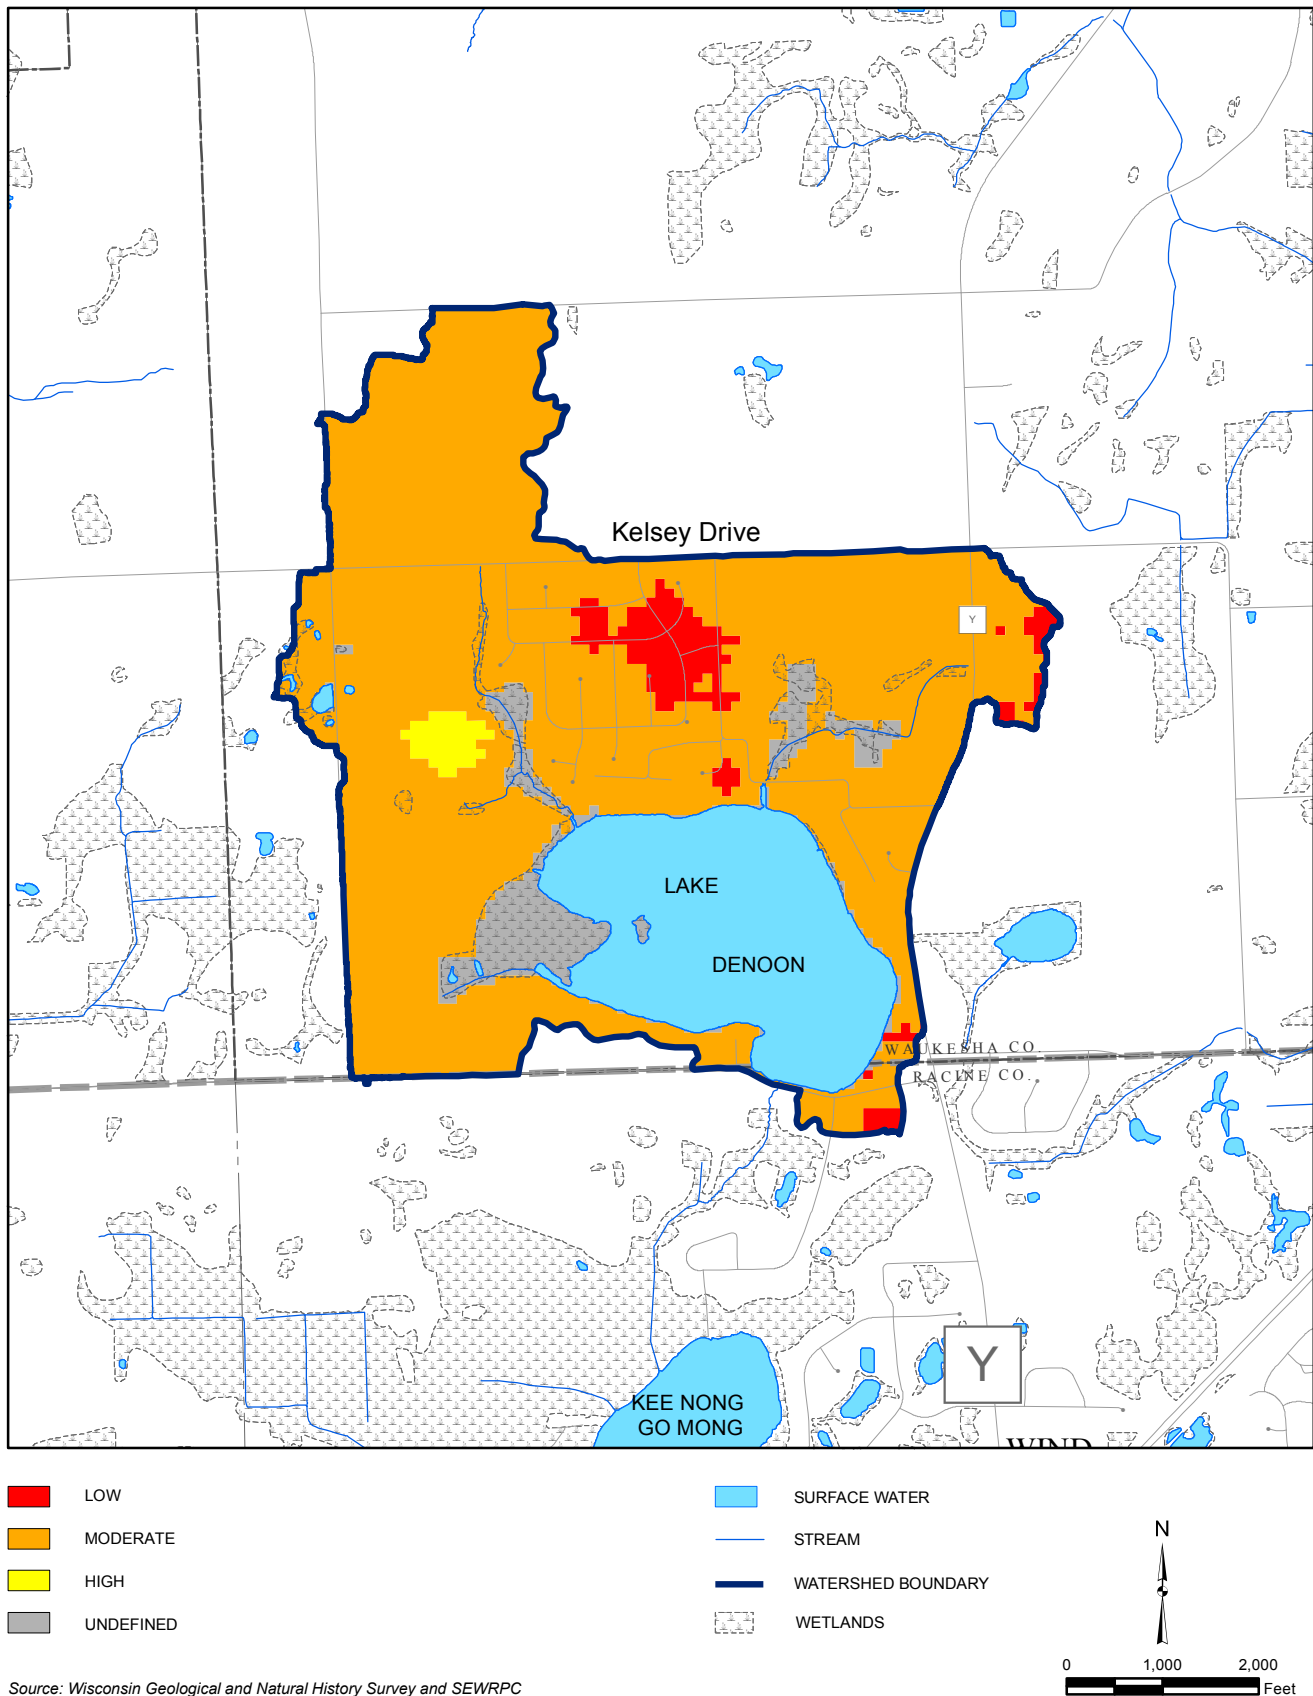 Kelsey Drive
Y
LAKE
DENOON
WAUKESHA CO.
RACINE CO.
Y
KEE NONG
GO MONG
WIND
LOW
MODERATE
HIGH
UNDEFINED
SURFACE WATER
STREAM
WATERSHED BOUNDARY
WETLANDS
N
0 1,000 2,000
Feet
Source: Wisconsin Geological and Natural History Survey and SEWRPC